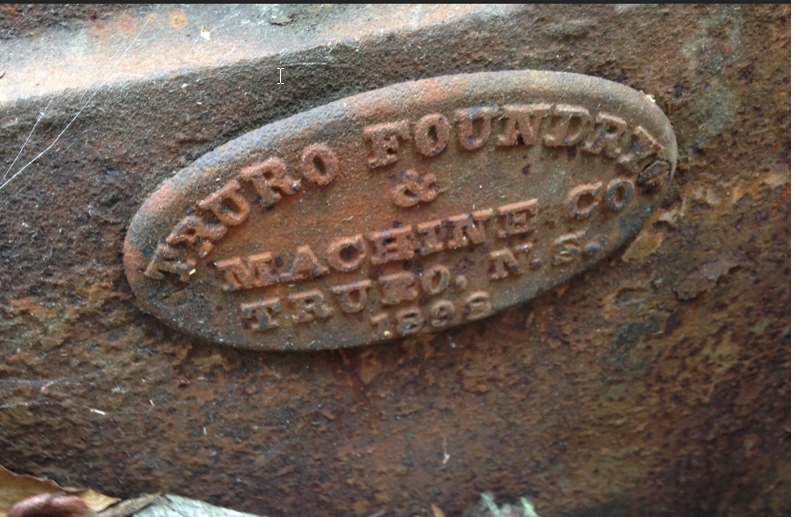 TRURO FOUNDRY
&
MACHINE CO
TRURO, N.S.
1898